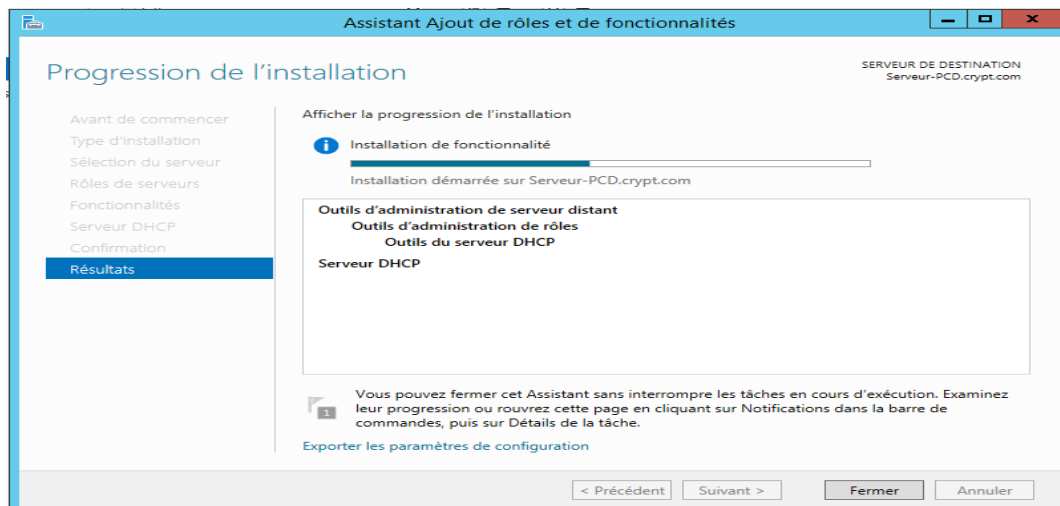 Assistant Ajout de rôles et de fonctionnalités
Progression de l'installation
SERVEUR DE DESTINATION
Serveur-PCD.crypt.com
Avant de commencer
Type d'installation
Sélection du serveur
Rôles de serveurs
Fonctionnalités
Serveur DHCP
Confirmation
Résultats
Afficher la progression de l'installation
Installation de fonctionnalité
Installation démarrée sur Serveur-PCD.crypt.com
Outils d'administration de serveur distant
Outils d'administration de rôles
Outils du serveur DHCP
Serveur DHCP
1
Vous pouvez fermer cet Assistant sans interrompre les tâches en cours d'exécution. Examinez
leur progression ou rouvrez cette page en cliquant sur Notifications dans la barre de
commandes, puis sur Détails de la tâche.
Exporter les paramètres de configuration
< Précédent
Suivant >
Fermer
Annuler